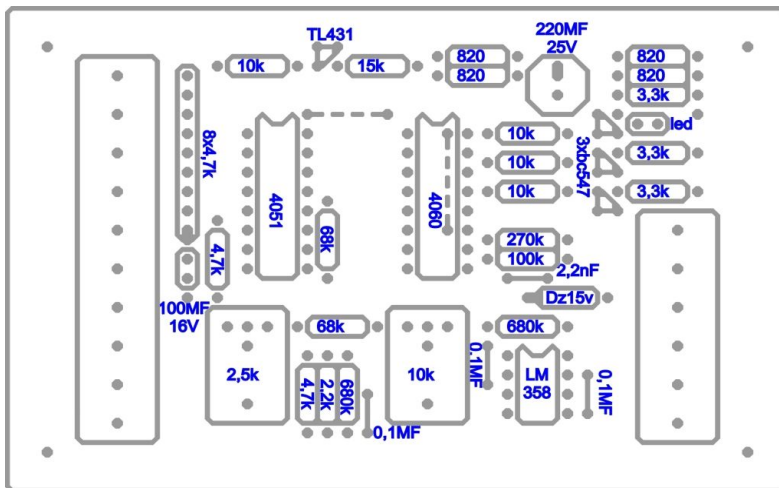 TL431
220MF
25V
10k
15k
820
820
820
820
3,3k
led
8x4,7k
10k
10k
10k
3xbc547
3,3k
3,3k
4051
4060
68k
4,7k
270k
100k
2,2nF
Dz15v
100MF
16V
68k
680k
2,5k
10k
0,1MF
LM
358
0,1MF
4,7k
2,2k
680k
0,1MF